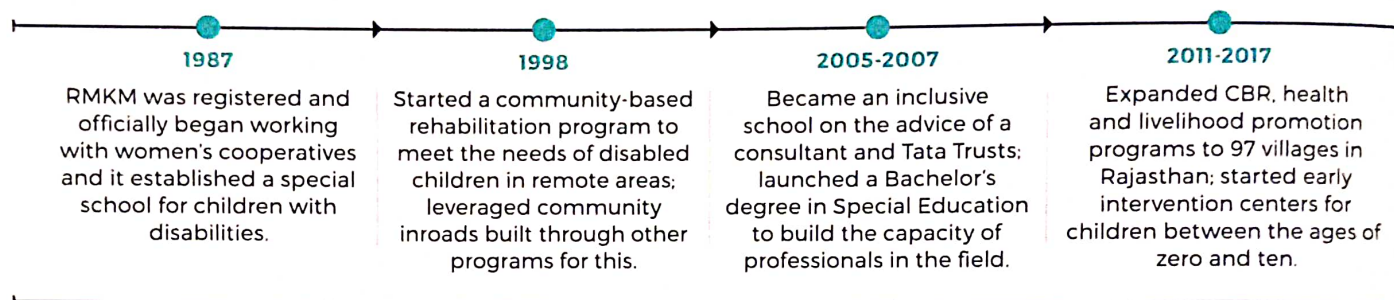 1987
RMKM was registered and
officially began working
with women's cooperatives
and it established a special
school for children with
disabilities.
1998
Started a community-based
rehabilitation program to
meet the needs of disabled
children in remote areas;
leveraged community
inroads built through other
programs for this.
2005-2007
Became an inclusive
school on the advice of a
consultant and Tata Trusts;
launched a Bachelor's
degree in Special Education
to build the capacity of
professionals in the field.
2011-2017
Expanded CBR, health
and livelihood promotion
programs to 97 villages in
Rajasthan; started early
intervention centers for
children between the ages of
zero and ten.